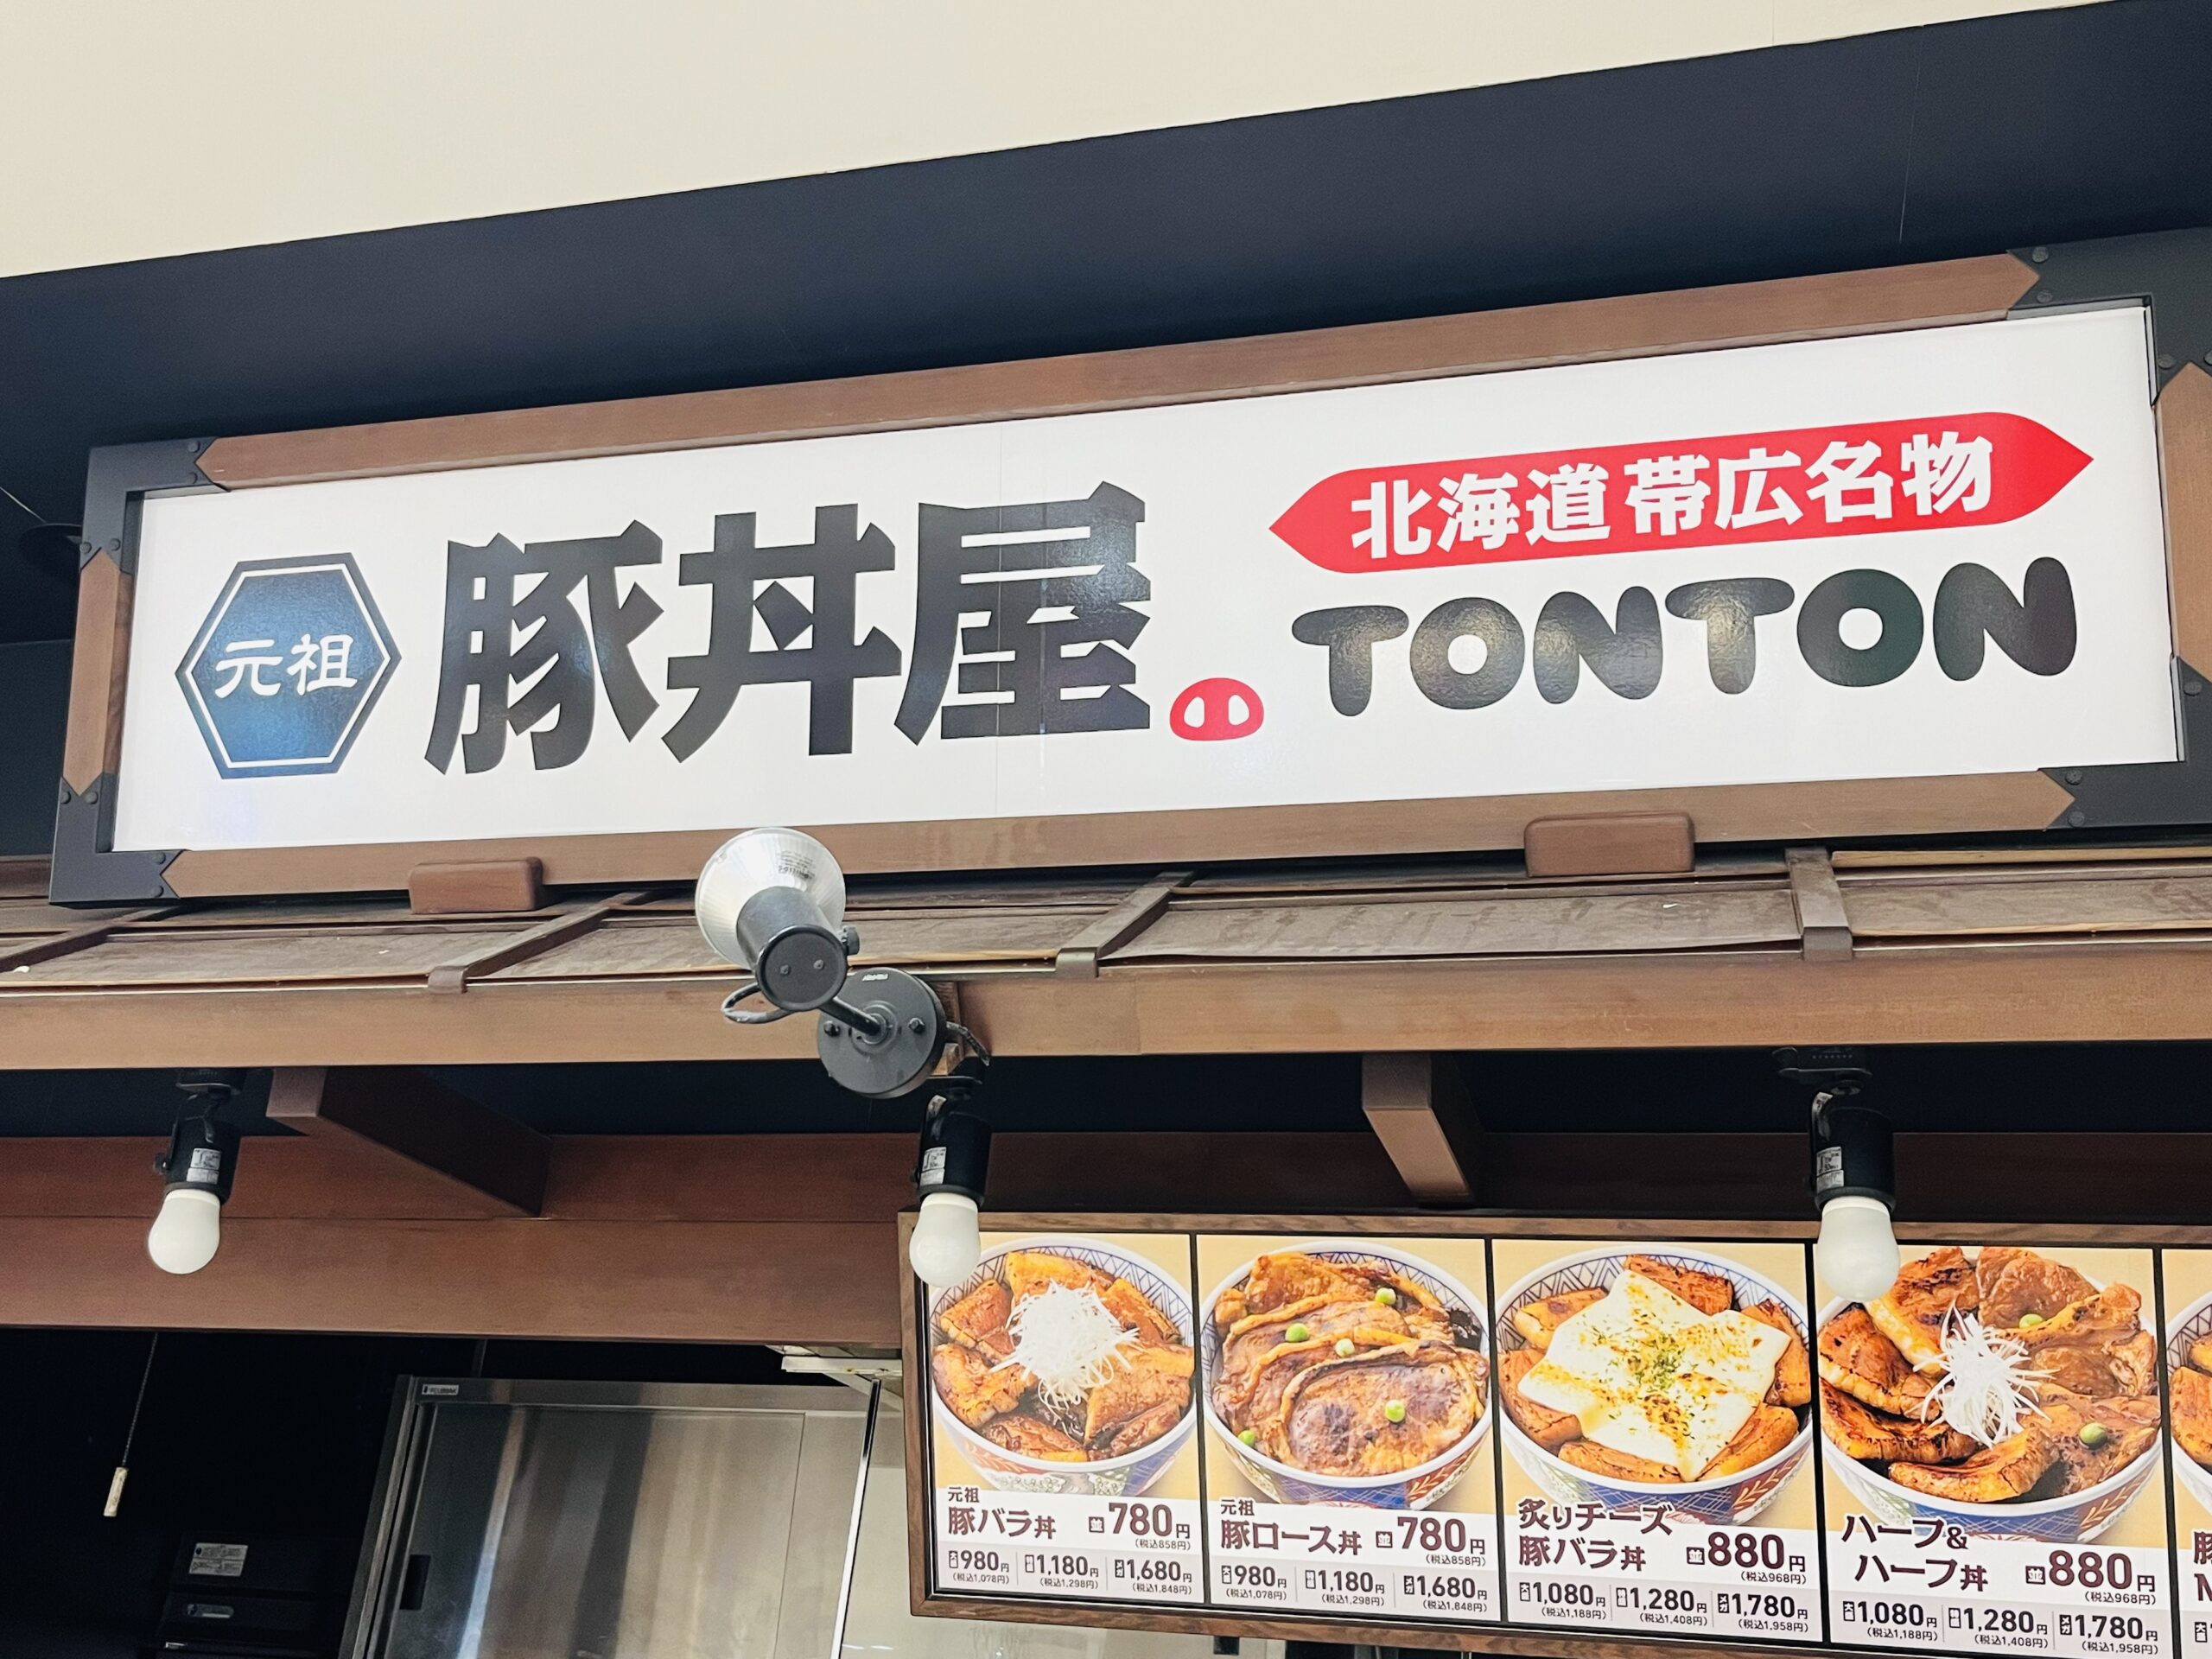 元祖
豚丼屋
北海道帯広名物
TONTON
元祖
豚バラ丼
並780円
(税込858円)
大980円
(税込1,078円)
1,180円
(税込1,298円)
1,680円
(税込1,848円)
元祖
豚ロース丼
並780円
(税込858円)
大980円
(税込1,078円)
1,180円
(税込1,298円)
1,680円
(税込1,848円)
炙りチーズ
豚バラ丼
並880円
(税込968円)
大1,080円
(税込1,188円)
1,280円
(税込1,408円)
1,780円
(税込1,958円)
ハーフ&
ハーフ丼
並880円
(税込968円)
大1,080円
(税込1,188円)
1,280円
(税込1,408円)
1,780円
(税込1,958円)